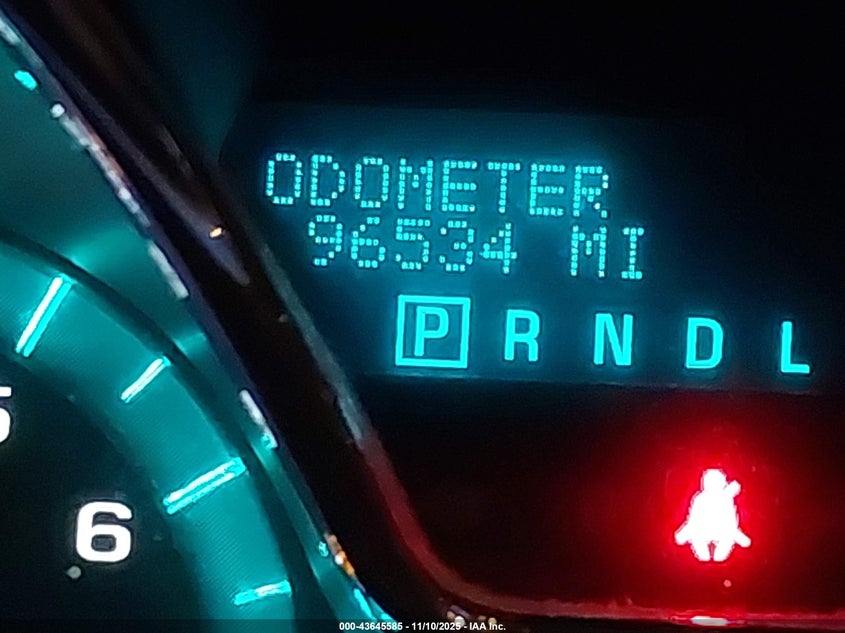 ODOMETER
96534 MI
P R N D L
5
6
000-43645585 - 11/10/2025 - IAA Inc.